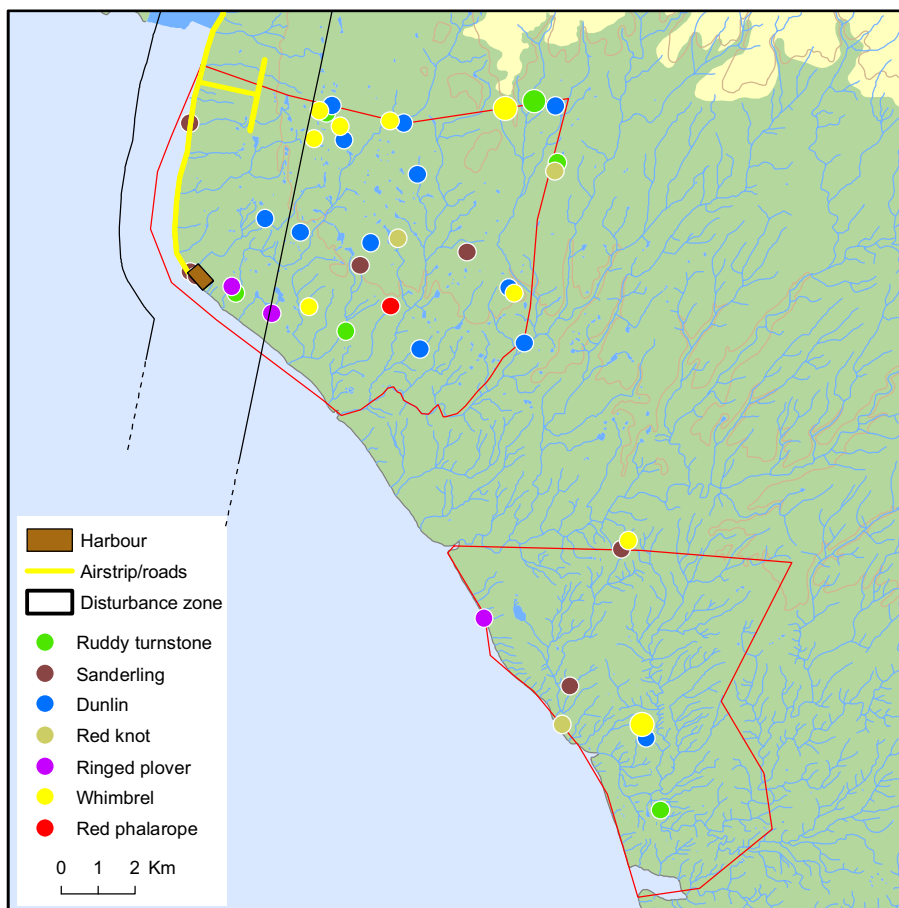 Harbour
Airstrip/roads
Disturbance zone
Ruddy turnstone
Sanderling
Dunlin
Red knot
Ringed plover
Whimbrel
Red phalarope
0 1 2 Km